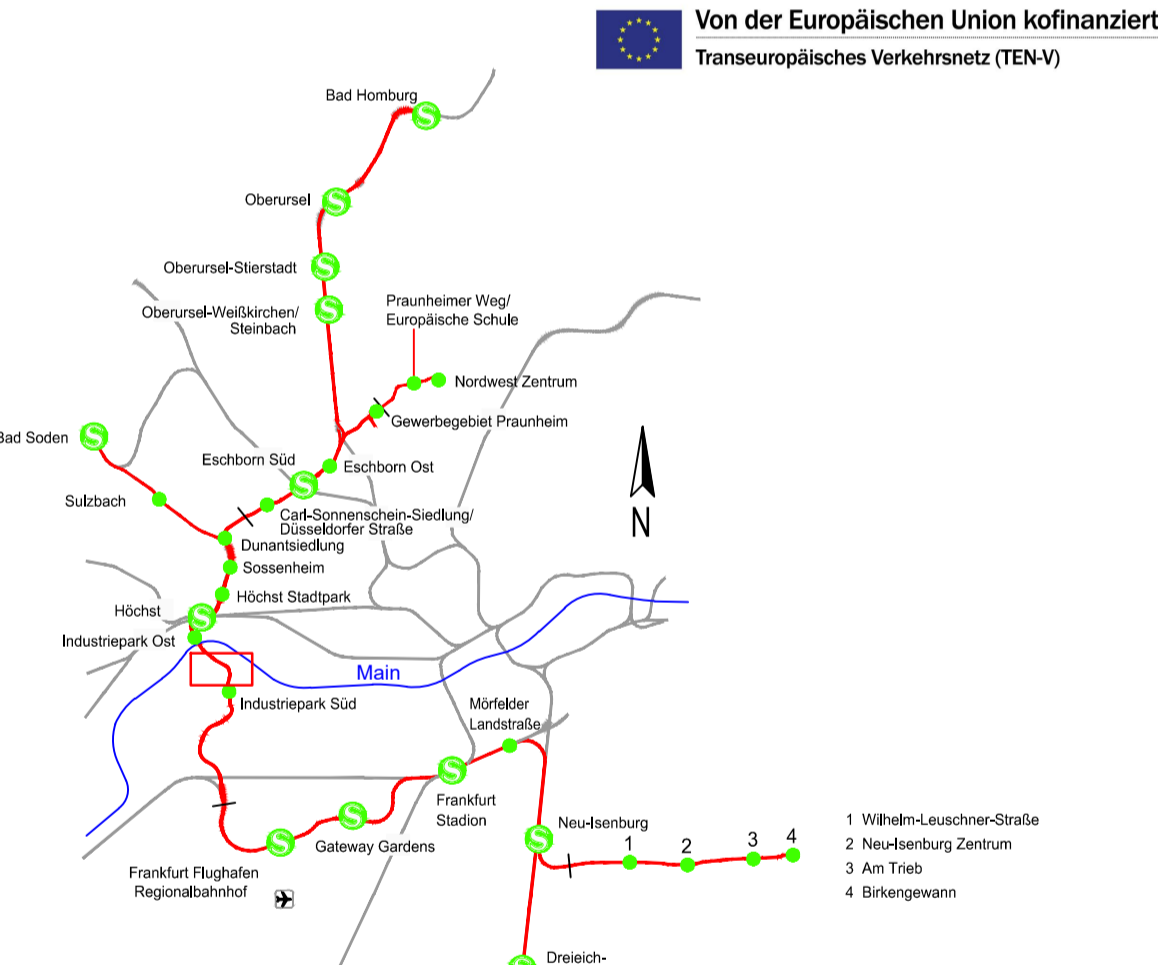 Von der Europäischen Union kofinanziert
Transeuropäisches Verkehrsnetz (TEN-V)
Bad Homburg
Oberursel
Oberursel-Stierstadt
Oberursel-Weißkirchen/
Steinbach
Praunheimer Weg/
Europäische Schule
Nordwest Zentrum
Gewerbegebiet Praunheim
Bad Soden
Eschborn Süd
Eschborn Ost
Sulzbach
Carl-Sonnenschein-Siedlung/
Düsseldorfer Straße
Dunantsiedlung
Sossenheim
Höchst Stadtpark
Höchst
Industriepark Ost
N
Main
Industriepark Süd
Mörfelder
Landstraße
Frankfurt
Stadion
Gateway Gardens
Frankfurt Flughafen
Regionalbahnhof
Neu-Isenburg
1 2 3 4
1 Wilhelm-Leuschner-Straße
2 Neu-Isenburg Zentrum
3 Am Trieb
4 Birkengewann
Dreieich-
S
S
S
S
S
S
S
S
S
S
S